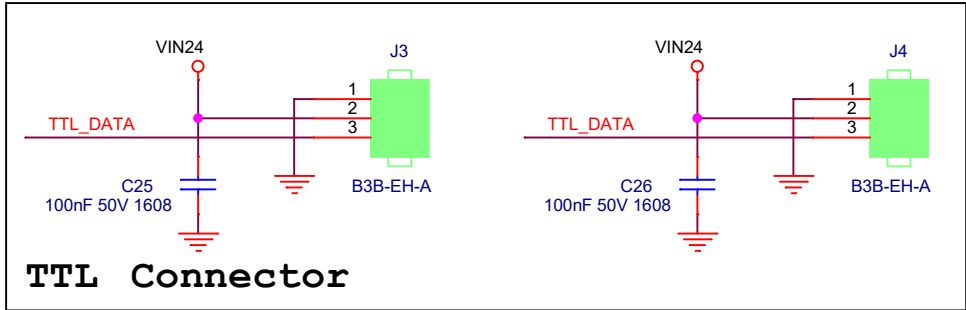 VIN24
J3
1
2
3
TTL_DATA
C25
100nF 50V 1608
B3B-EH-A
VIN24
J4
1
2
3
TTL_DATA
C26
100nF 50V 1608
B3B-EH-A
TTL Connector